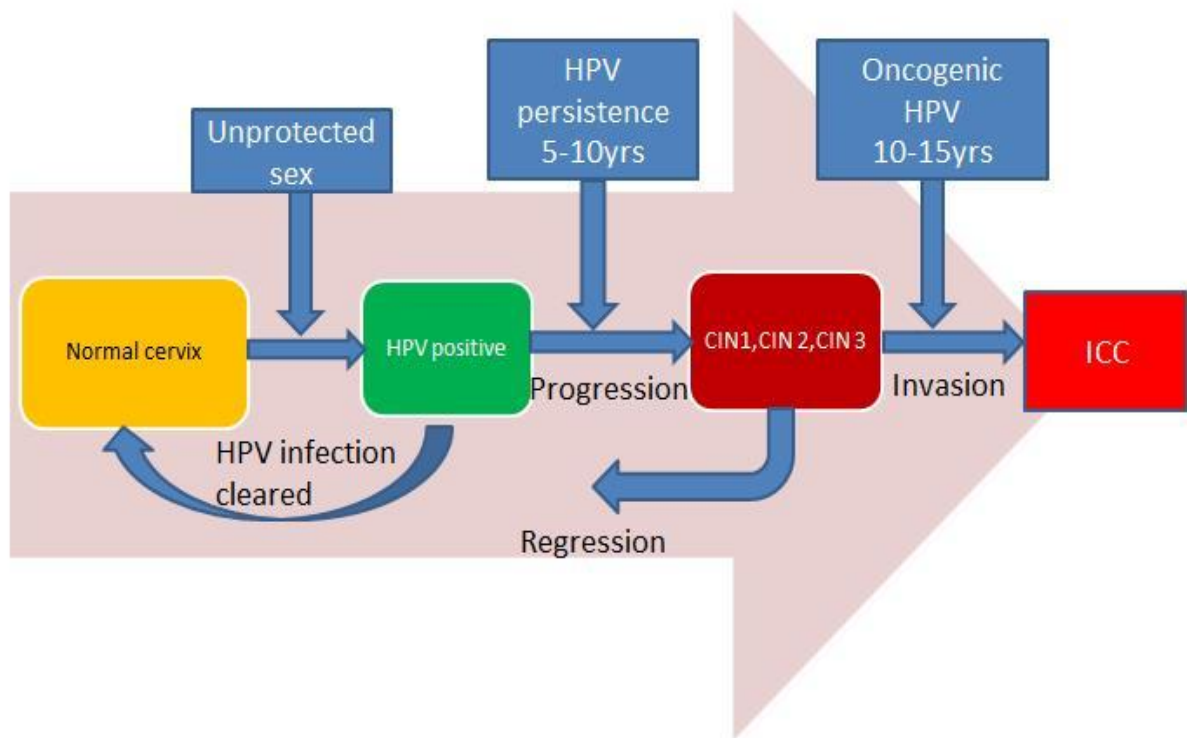 HPV
persistence
5-10yrs
Oncogenic
HPV
10-15yrs
Unprotected
sex
Normal cervix
HPV positive
CIN1,CIN 2,CIN 3
ICC
Progression
Invasion
HPV infection
cleared
Regression